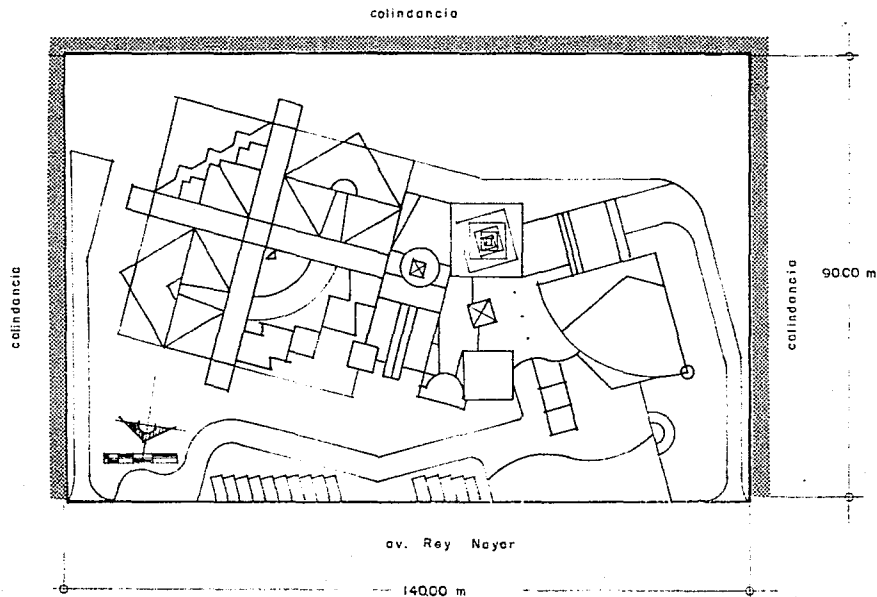 colindancia
colindancia
colindancia
90.00 m
av. Rey Nayar
140.00 m